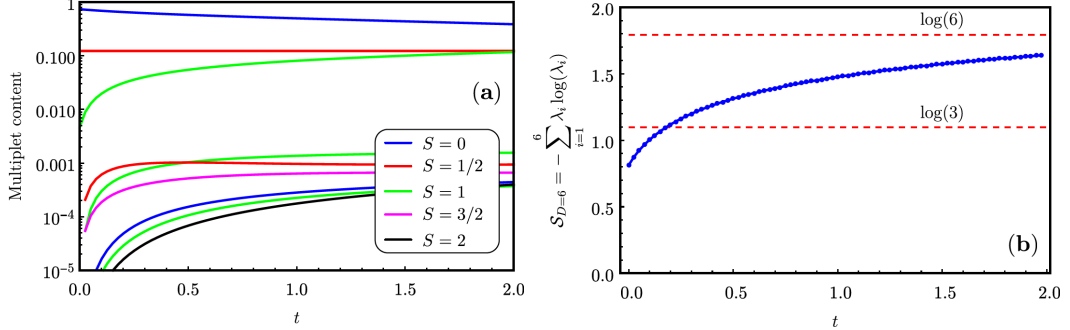 1
0.100
0.010
0.001
10⁻⁴
10⁻⁵
Multiplet content
(a)
S = 0
S = 1/2
S = 1
S = 3/2
S = 2
0.0 0.5 1.0 1.5 2.0
t
2.0
1.5
1.0
0.5
0.0
𝒮_{D=6} = − ∑_{i=1}^{6} λ_i log(λ_i)
log(6)
log(3)
(b)
0.0 0.5 1.0 1.5 2.0
t